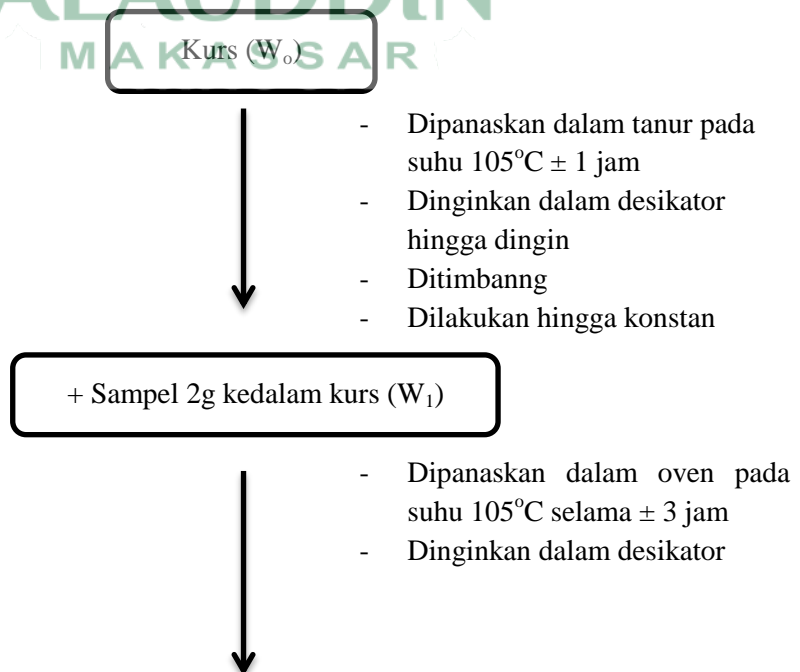 ALAUDDIN
MAKASSAR
Kurs (Wₒ)
- Dipanaskan dalam tanur pada
suhu 105°C ± 1 jam
- Dinginkan dalam desikator
hingga dingin
- Ditimbanng
- Dilakukan hingga konstan
+ Sampel 2g kedalam kurs (W₁)
- Dipanaskan dalam oven pada
suhu 105°C selama ± 3 jam
- Dinginkan dalam desikator